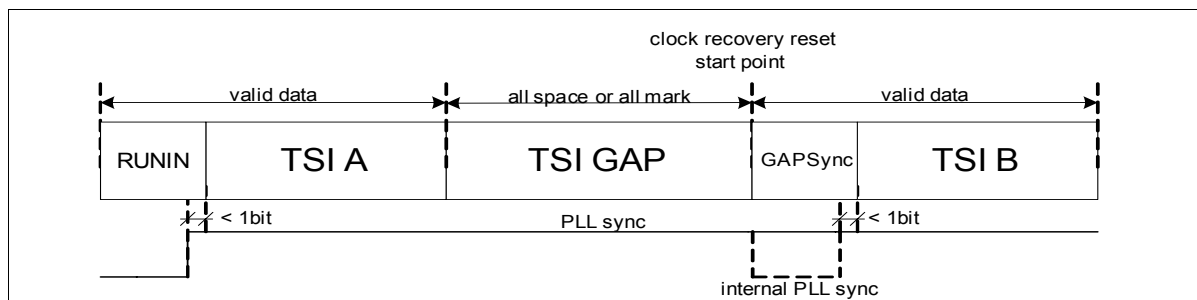 clock recovery reset
start point
valid data
all space or all mark
valid data
RUNIN
TSI A
TSI GAP
GAPSync
TSI B
< 1bit
PLL sync
< 1bit
internal PLL sync